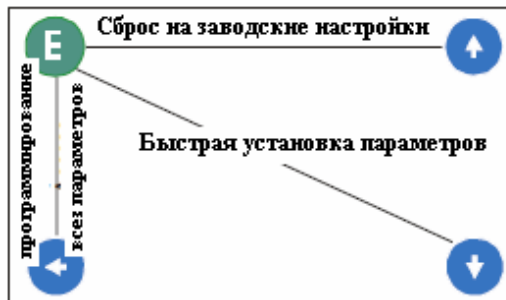 Сброс на заводские настройки
E
Быстрая установка параметров
программирование
всех параметров